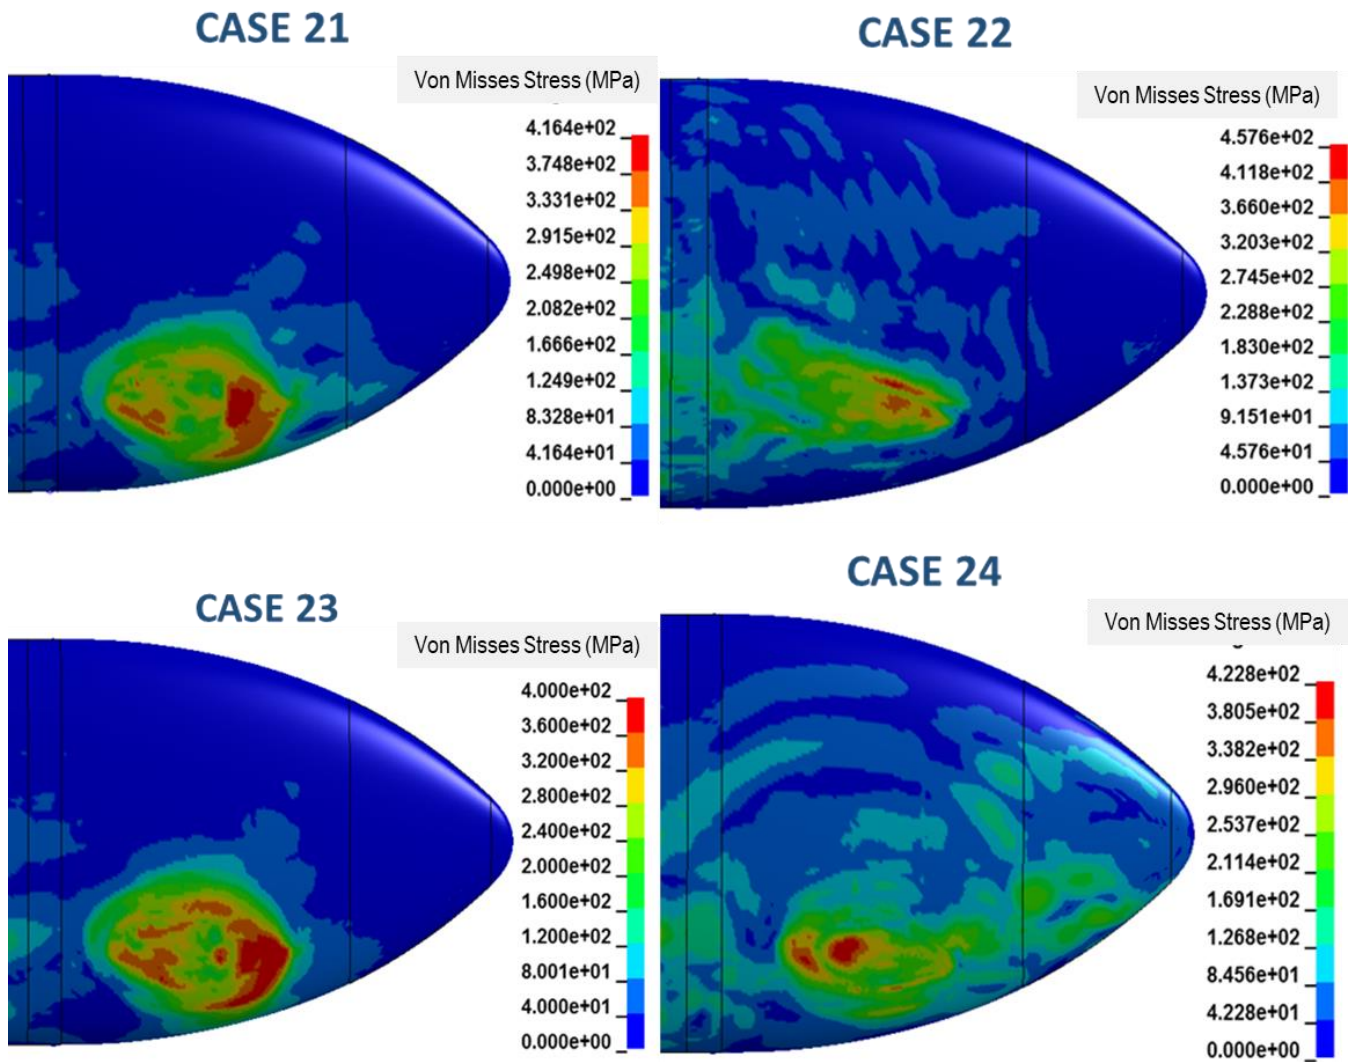 CASE 21
Von Misses Stress (MPa)
4.164e+02
3.748e+02
3.331e+02
2.915e+02
2.498e+02
2.082e+02
1.666e+02
1.249e+02
8.328e+01
4.164e+01
0.000e+00
CASE 22
Von Misses Stress (MPa)
4.576e+02
4.118e+02
3.660e+02
3.203e+02
2.745e+02
2.288e+02
1.830e+02
1.373e+02
9.151e+01
4.576e+01
0.000e+00
CASE 23
Von Misses Stress (MPa)
4.000e+02
3.600e+02
3.200e+02
2.800e+02
2.400e+02
2.000e+02
1.600e+02
1.200e+02
8.001e+01
4.000e+01
0.000e+00
CASE 24
Von Misses Stress (MPa)
4.228e+02
3.805e+02
3.382e+02
2.960e+02
2.537e+02
2.114e+02
1.691e+02
1.268e+02
8.456e+01
4.228e+01
0.000e+00